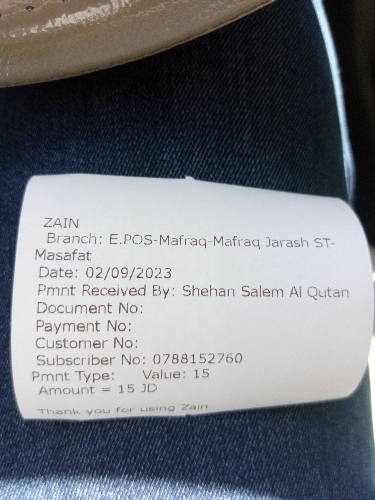 ZAIN
Branch: E.POS-Mafraq-Mafraq Jarash ST-
Masafat
Date: 02/09/2023
Pmnt Received By: Shehan Salem Al Qutan
Document No:
Payment No:
Customer No:
Subscriber No: 0788152760
Pmnt Type: Value: 15
Amount = 15 JD
Thank you for using Zain